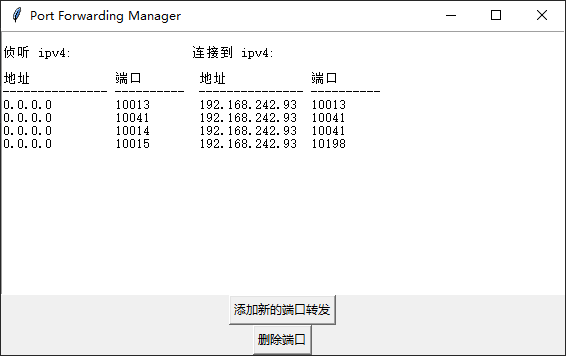 Port Forwarding Manager
侦听 ipv4: 连接到 ipv4:
地址 端口 地址 端口
--------------- ---------- --------------- ----------
0.0.0.0 10013 192.168.242.93 10013
0.0.0.0 10041 192.168.242.93 10041
0.0.0.0 10014 192.168.242.93 10041
0.0.0.0 10015 192.168.242.93 10198
添加新的端口转发
删除端口